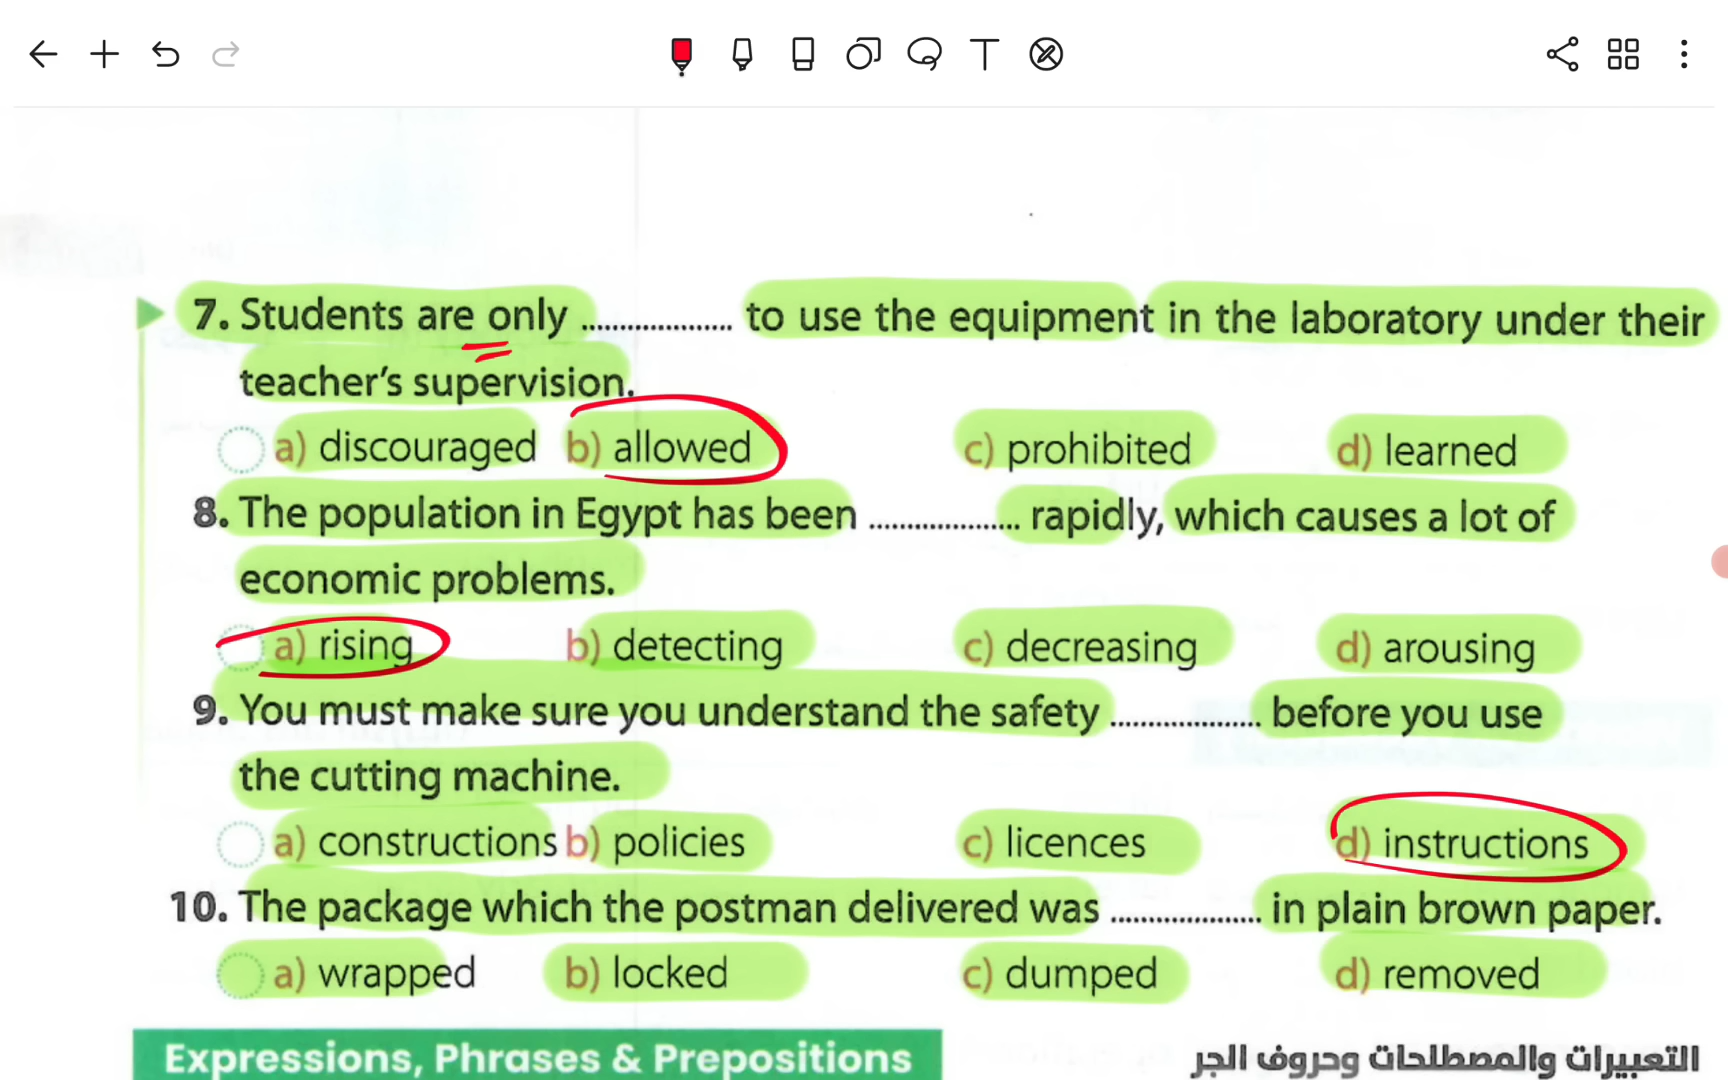 7. Students are only .................... to use the equipment in the laboratory under their
teacher's supervision.
a) discouraged b) allowed c) prohibited d) learned
8. The population in Egypt has been .................... rapidly, which causes a lot of
economic problems.
a) rising b) detecting c) decreasing d) arousing
9. You must make sure you understand the safety .................... before you use
the cutting machine.
a) constructions b) policies c) licences d) instructions
10. The package which the postman delivered was .................... in plain brown paper.
a) wrapped b) locked c) dumped d) removed
Expressions, Phrases & Prepositions التعبيرات والمصطلحات وحروف الجر